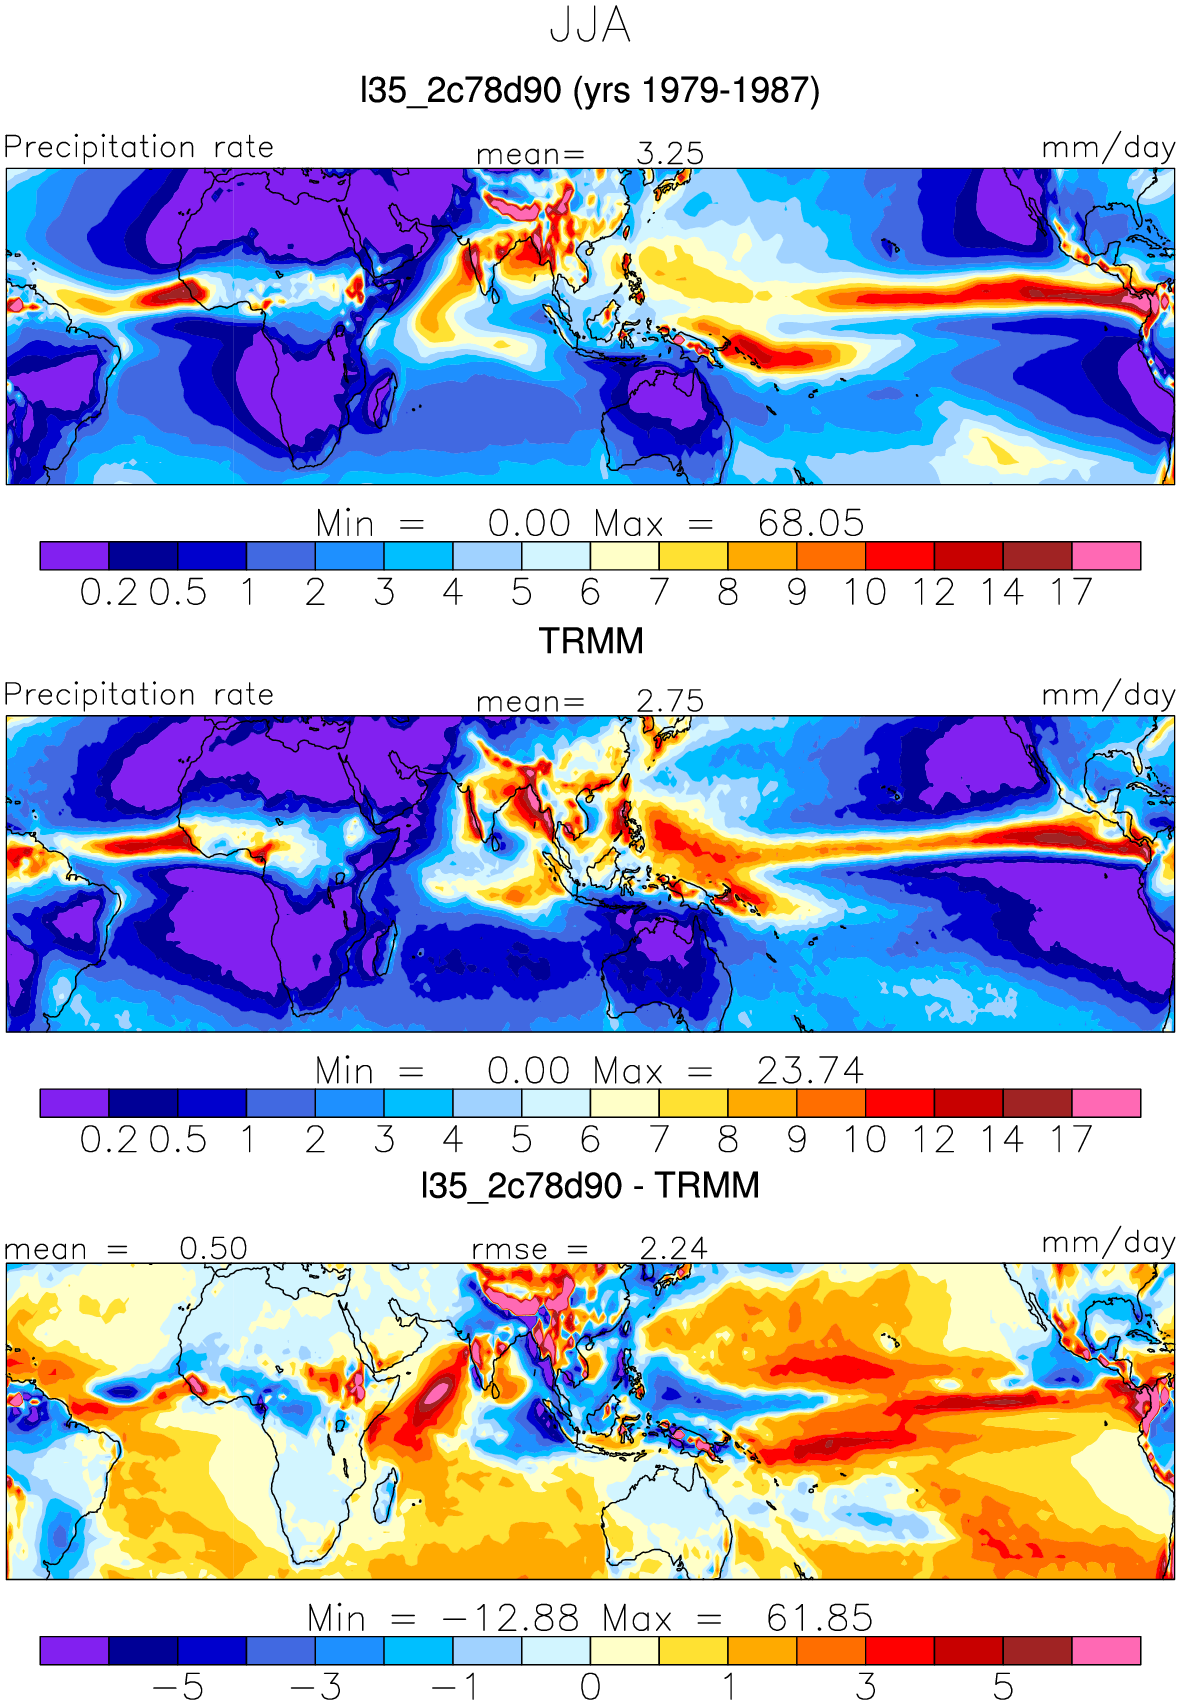 JJA
l35_2c78d90 (yrs 1979-1987)
Precipitation rate mean= 3.25 mm/day
Min = 0.00 Max = 68.05
0.2 0.5 1 2 3 4 5 6 7 8 9 10 12 14 17
TRMM
Precipitation rate mean= 2.75 mm/day
Min = 0.00 Max = 23.74
0.2 0.5 1 2 3 4 5 6 7 8 9 10 12 14 17
l35_2c78d90 - TRMM
mean = 0.50 rmse = 2.24 mm/day
Min = -12.88 Max = 61.85
-5 -3 -1 0 1 3 5